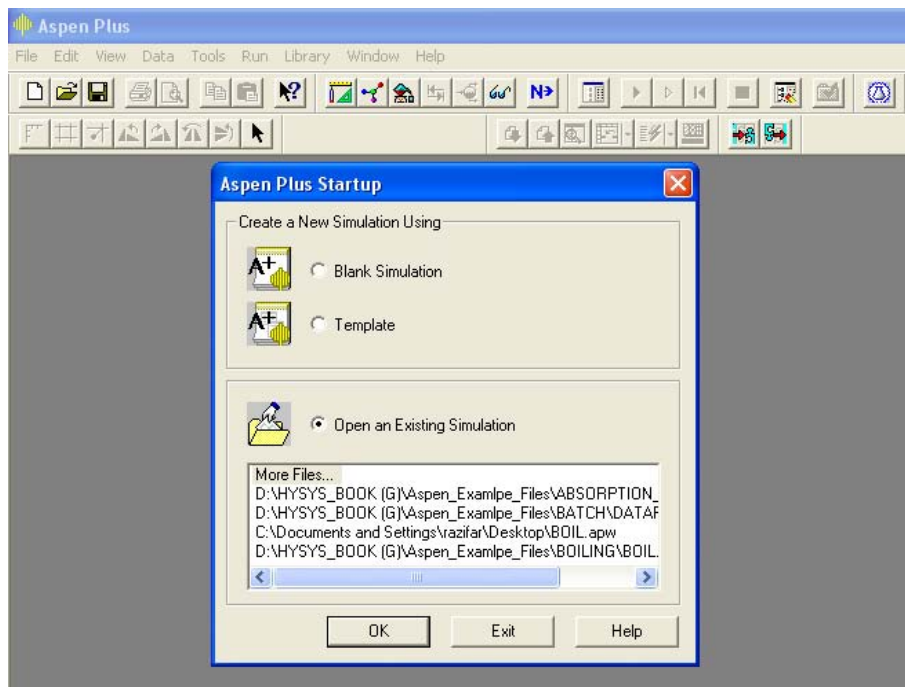 Aspen Plus
File Edit View Data Tools Run Library Window Help
N
Aspen Plus Startup
Create a New Simulation Using
A+ Blank Simulation
A+ Template
Open an Existing Simulation
More Files...
D:\HYSYS_BOOK (G)\Aspen_Examlpe_Files\ABSORPTION_
D:\HYSYS_BOOK (G)\Aspen_Examlpe_Files\BATCH\DATAF
C:\Documents and Settings\razifar\Desktop\BOIL.apw
D:\HYSYS_BOOK (G)\Aspen_Examlpe_Files\BOILING\BOIL.
OK Exit Help